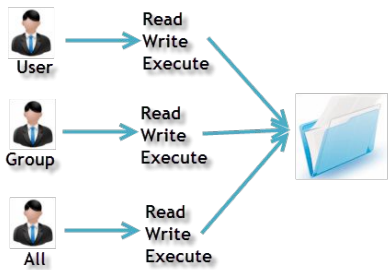 Read
Write
Execute
User
Read
Write
Execute
Group
Read
Write
Execute
All